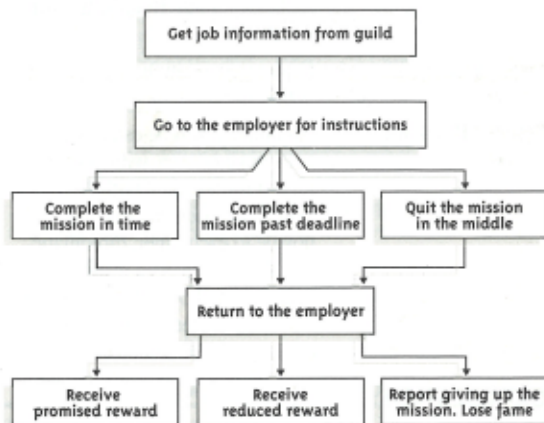 Get job information from guild
Go to the employer for instructions
Complete the
mission in time
Complete the
mission past deadline
Quit the mission
in the middle
Return to the employer
Receive
promised reward
Receive
reduced reward
Report giving up the
mission. Lose fame